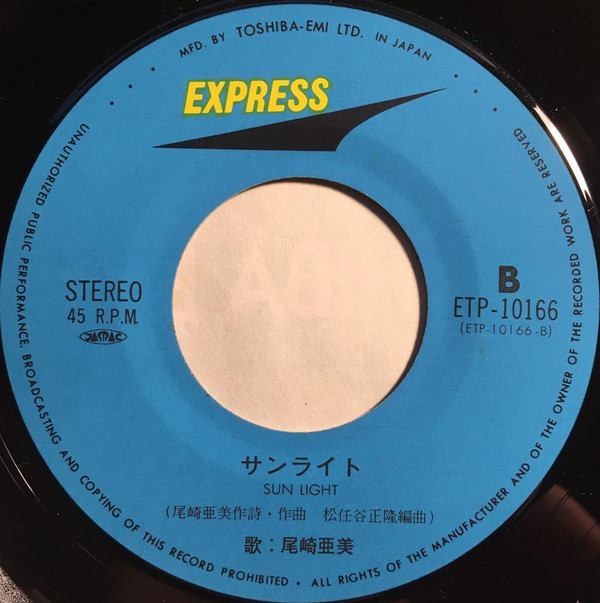 MFD. BY TOSHIBA-EMI LTD. IN JAPAN
EXPRESS
STEREO
45 R.P.M.
JASRAC
B
ETP-10166
(ETP-10166-B)
サンライト
SUN LIGHT
(尾崎亜美作詩・作曲 松任谷正隆編曲)
歌：尾崎亜美
UNAUTHORIZED PUBLIC PERFORMANCE, BROADCASTING AND COPYING OF THIS RECORD PROHIBITED • ALL RIGHTS OF THE MANUFACTURER AND OF THE OWNER OF THE RECORDED WORK ARE RESERVED